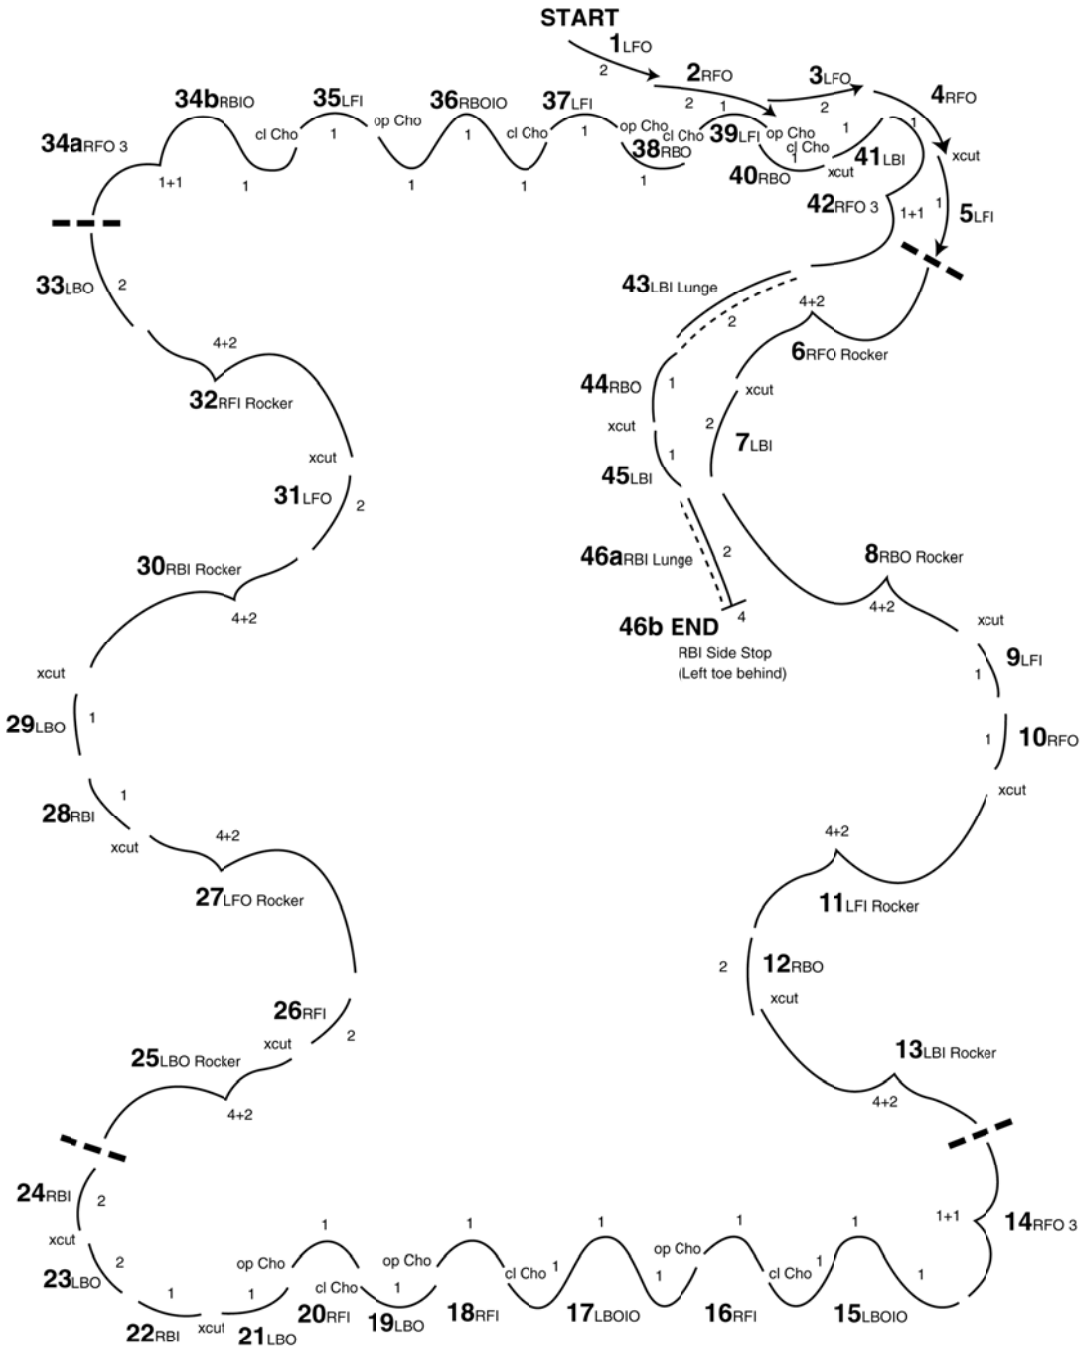 START
1LFO
2
2RFO
2
1
3LFO
2
4RFO
1
1
xcut
5LFI
1
34bRBIO
35LFI
1
op Cho
36RBOIO
1
37LFI
1
op Cho
cl Cho
39LFI
op Cho
cl Cho
34aRFO 3
cl Cho
cl Cho
38RBO
1
1
40RBO
xcut
41LBI
1+1
1
1
1
42RFO 3
1+1
33LBO
2
43LBI Lunge
2
4+2
6RFO Rocker
4+2
32RFI Rocker
44RBO
1
xcut
xcut
2
7LBI
xcut
1
45LBI
31LFO
2
30RBI Rocker
4+2
46aRBI Lunge
2
8RBO Rocker
4+2
4
46b END
RBI Side Stop
(Left toe behind)
xcut
9LFI
1
xcut
29LBO
1
1
10RFO
xcut
28RBI
1
xcut
4+2
27LFO Rocker
4+2
11LFI Rocker
2
12RBO
xcut
26RFI
2
xcut
25LBO Rocker
4+2
13LBI Rocker
4+2
24RBI
2
xcut
23LBO
2
1+1
14RFO 3
1
1
1
1
1
op Cho
op Cho
op Cho
cl Cho
cl Cho
1
cl Cho
1
1
1
1
1
1
22RBI
xcut
21LBO
20RFI
19LBO
18RFI
17LBOIO
16RFI
15LBOIO